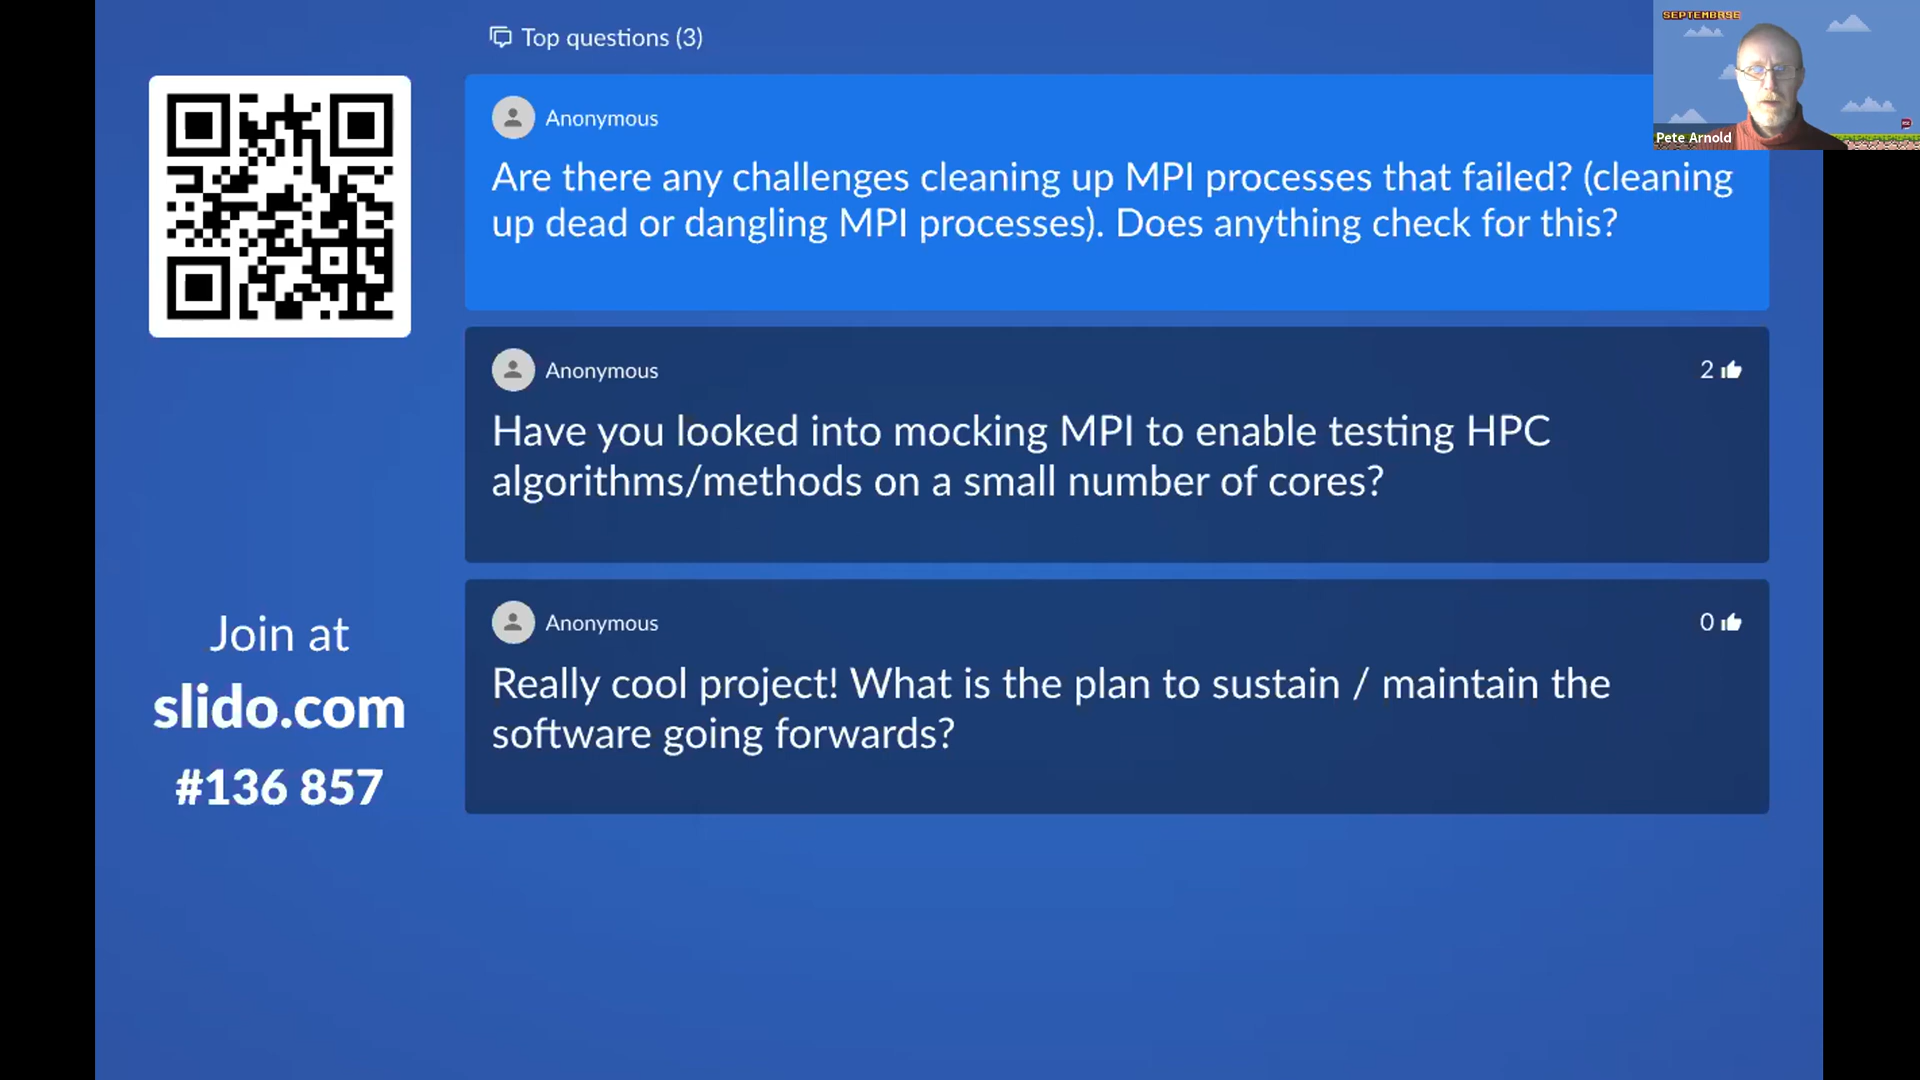 Top questions (3)
SEPTEMBRSE
Anonymous
Are there any challenges cleaning up MPI processes that failed? (cleaning
up dead or dangling MPI processes). Does anything check for this?
Pete Arnold
Anonymous
2
Have you looked into mocking MPI to enable testing HPC
algorithms/methods on a small number of cores?
Anonymous
0
Really cool project! What is the plan to sustain / maintain the
software going forwards?
Join at
slido.com
#136 857